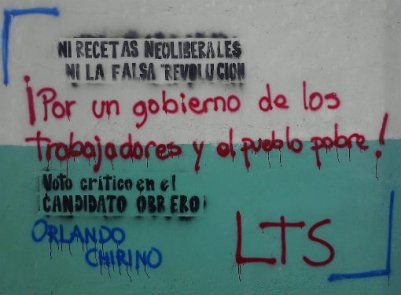 NI RECETAS NEOLIBERALES
NI LA FALSA REVOLUCION
¡Por un gobierno de los
trabajadores y el pueblo pobre!
Voto crítico en el
CANDIDATO OBRERO
ORLANDO
CHIRINO
LTS